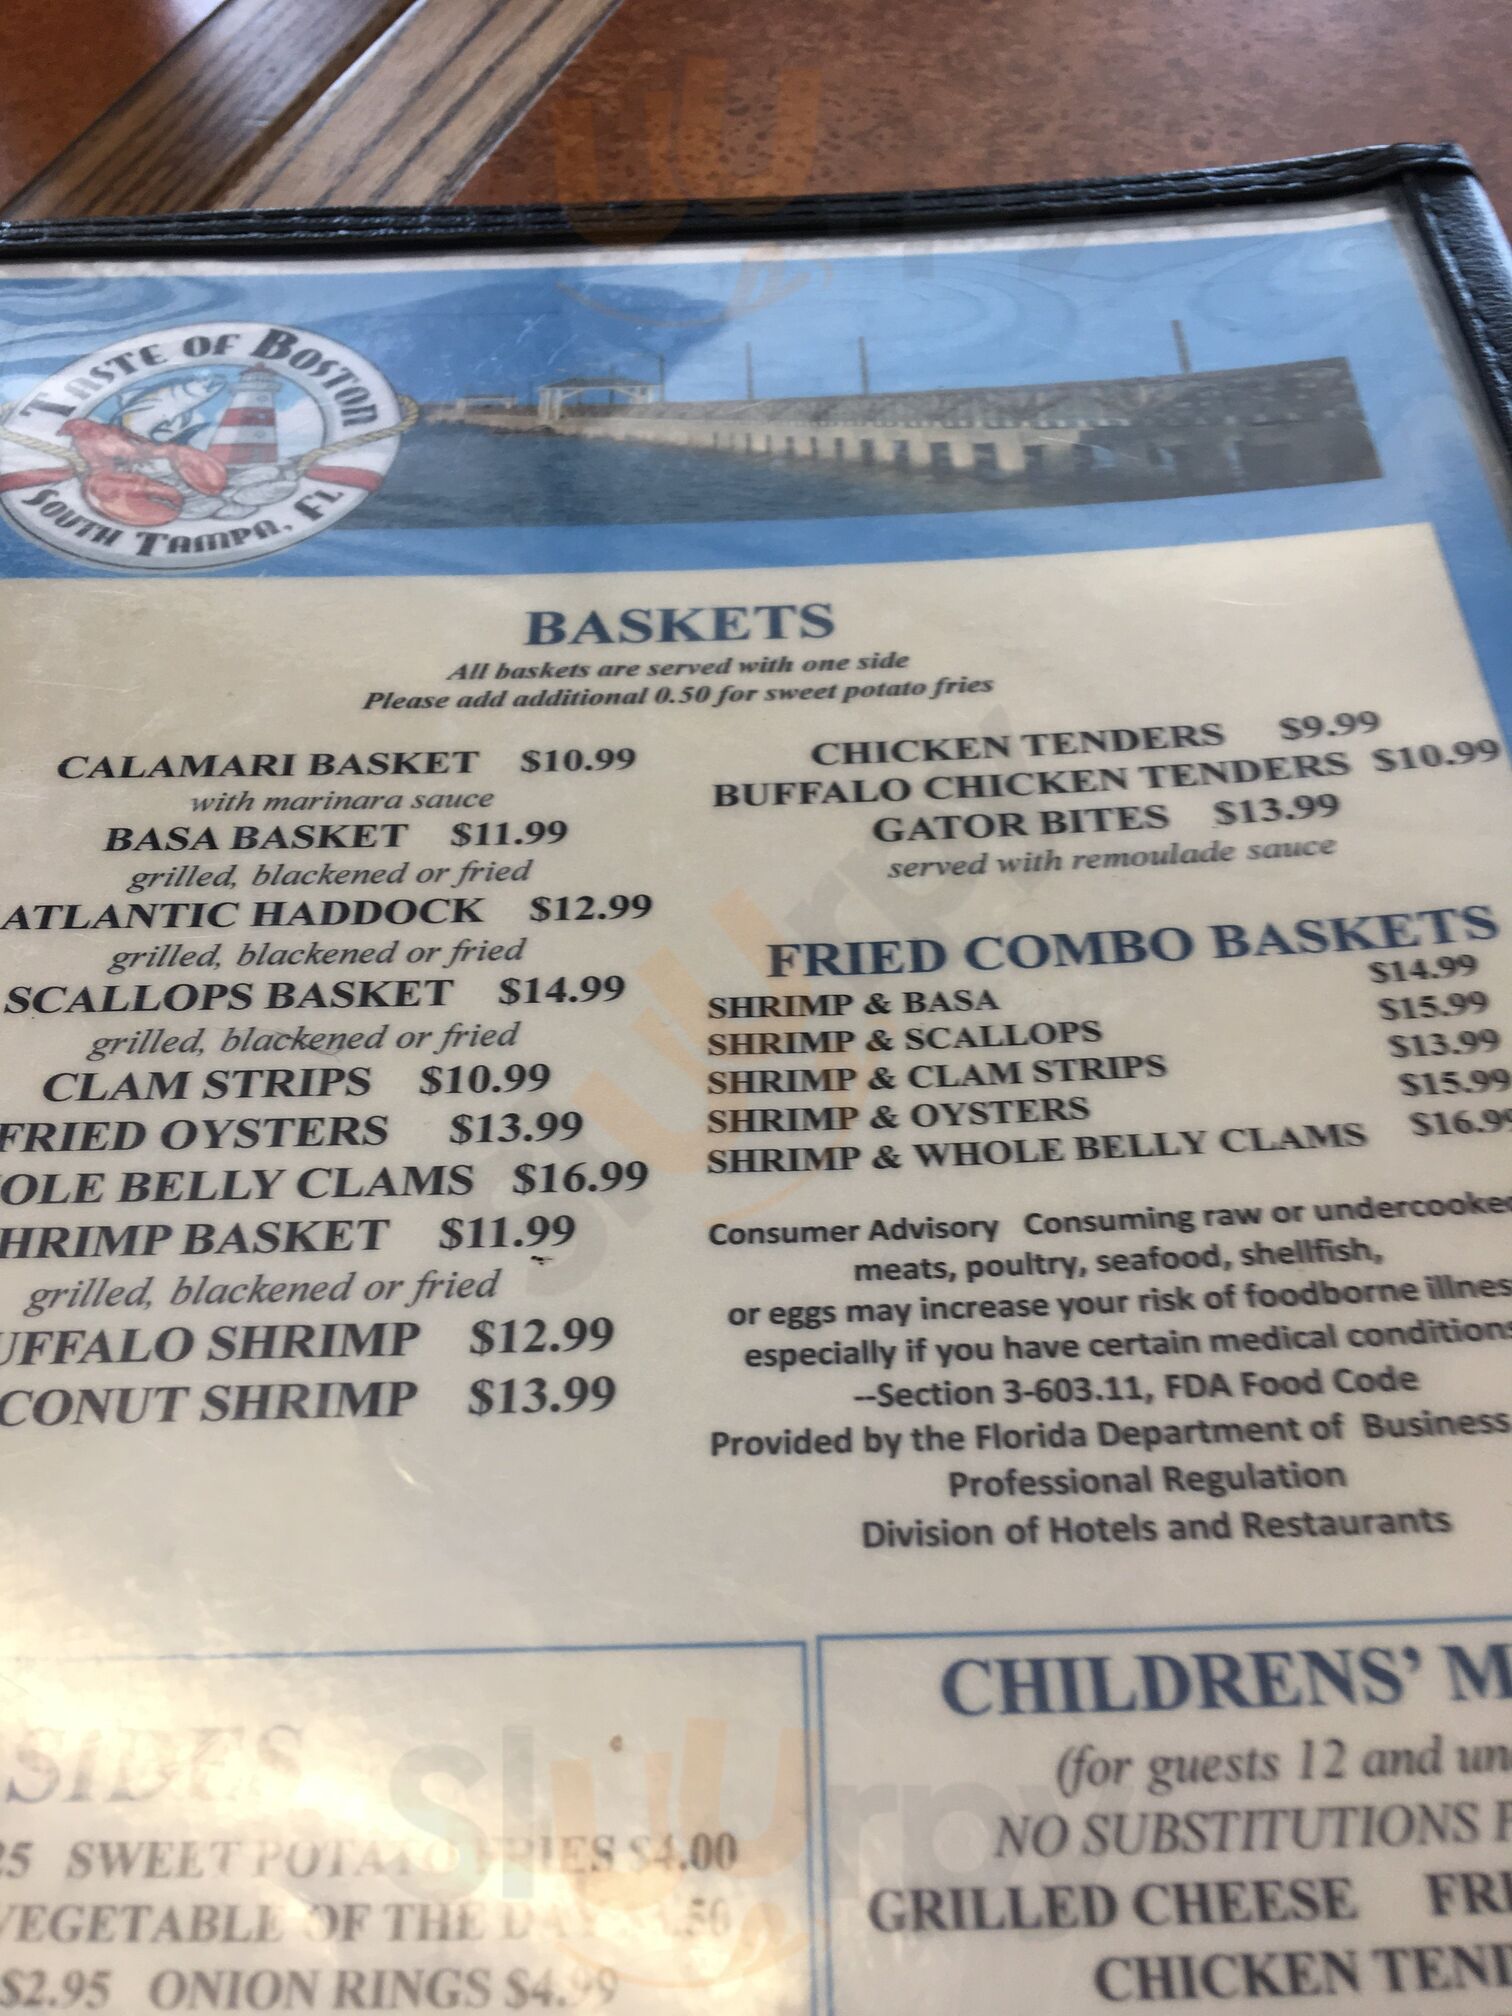 TASTE OF BOSTON
SOUTH TAMPA, FL
BASKETS
All baskets are served with one side
Please add additional 0.50 for sweet potato fries
CALAMARI BASKET $10.99
with marinara sauce
BASA BASKET $11.99
grilled, blackened or fried
ATLANTIC HADDOCK $12.99
grilled, blackened or fried
SCALLOPS BASKET $14.99
grilled, blackened or fried
CLAM STRIPS $10.99
FRIED OYSTERS $13.99
OLE BELLY CLAMS $16.99
HRIMP BASKET $11.99
grilled, blackened or fried
UFFALO SHRIMP $12.99
CONUT SHRIMP $13.99
CHICKEN TENDERS $9.99
BUFFALO CHICKEN TENDERS $10.99
GATOR BITES $13.99
served with remoulade sauce
FRIED COMBO BASKETS
SHRIMP & BASA $14.99
SHRIMP & SCALLOPS $15.99
SHRIMP & CLAM STRIPS $13.99
SHRIMP & OYSTERS $15.99
SHRIMP & WHOLE BELLY CLAMS $16.99
Consumer Advisory Consuming raw or undercooked
meats, poultry, seafood, shellfish,
or eggs may increase your risk of foodborne illnes
especially if you have certain medical conditions
--Section 3-603.11, FDA Food Code
Provided by the Florida Department of Business
Professional Regulation
Division of Hotels and Restaurants
SIDES
25 SWEET POTATO FRIES $4.00
VEGETABLE OF THE DAY .50
$2.95 ONION RINGS $4.99
CHILDRENS' M
(for guests 12 and un
NO SUBSTITUTIONS
GRILLED CHEESE FRI
CHICKEN TEND
sluurpy